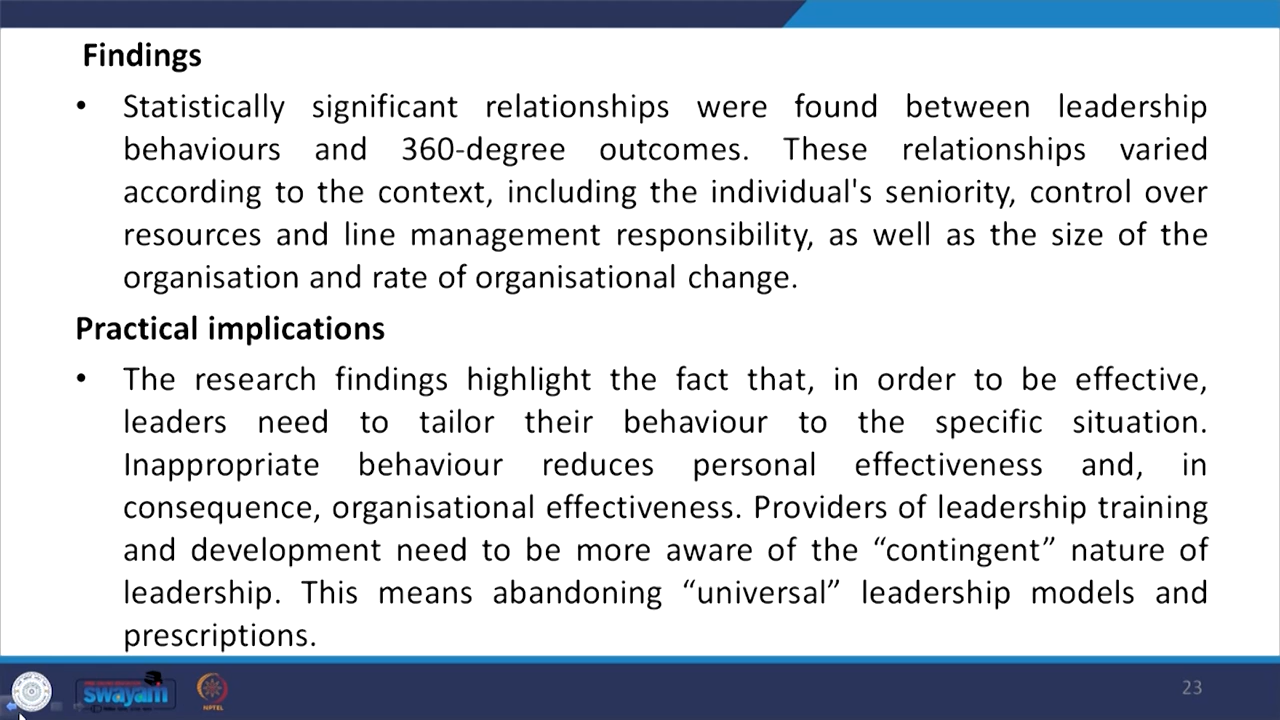 Findings
• Statistically significant relationships were found between leadership
behaviours and 360-degree outcomes. These relationships varied
according to the context, including the individual's seniority, control over
resources and line management responsibility, as well as the size of the
organisation and rate of organisational change.
Practical implications
• The research findings highlight the fact that, in order to be effective,
leaders need to tailor their behaviour to the specific situation.
Inappropriate behaviour reduces personal effectiveness and, in
consequence, organisational effectiveness. Providers of leadership training
and development need to be more aware of the “contingent” nature of
leadership. This means abandoning “universal” leadership models and
prescriptions.
swayam
NPTEL
23